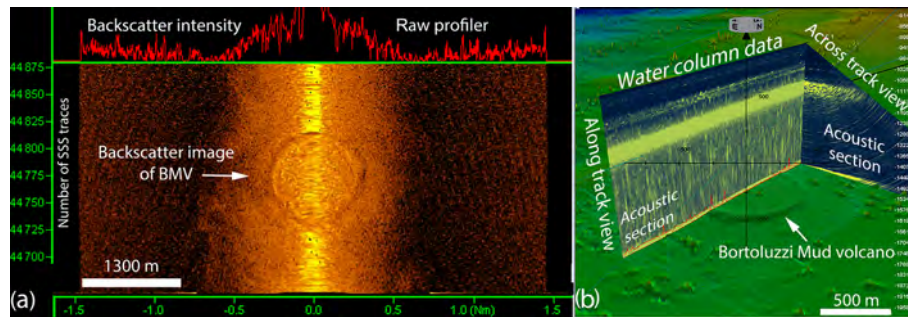 Backscatter intensity
Raw profiler
44 875
44 850
44 825
44 800
44 775
44 750
44 725
44 700
Number of SSS traces
Backscatter image
of BMV
1300 m
(a)
-1.5
-1.0
-0.5
0.0
0.5
1.0 (Nm)
1.5
E
N
Water column data
Across track view
Along track view
Acoustic
section
Acoustic
section
Bortoluzzi Mud volcano
500 m
(b)